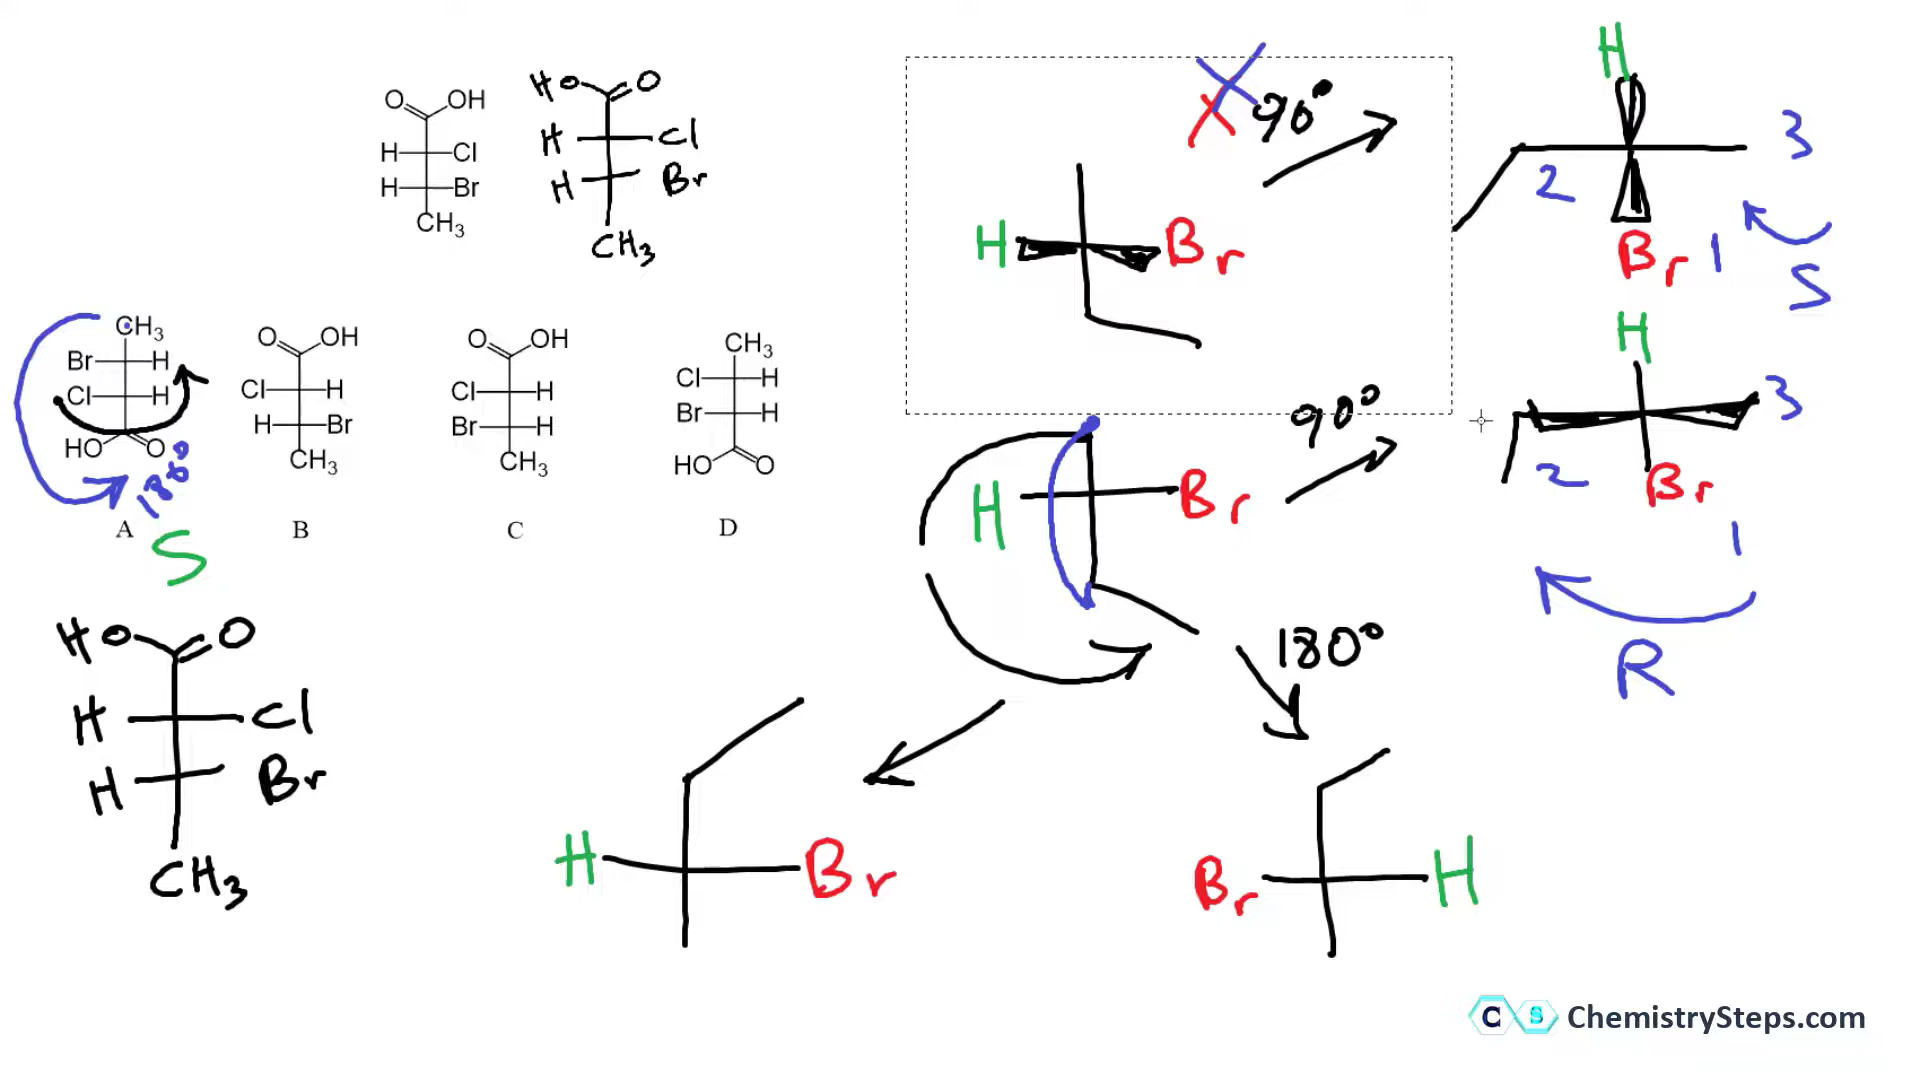 O OH
H Cl
H Br
CH3
HO O
H Cl
H Br
CH3
CH3
Br H
Cl H
HO O
180°
A
S
O OH
Cl H
H Br
CH3
B
O OH
Cl H
Br H
CH3
C
CH3
Cl H
Br H
HO O
D
HO O
H Cl
H Br
CH3
X 90°
H Br
H
2 3
Br 1
S
90°
H Br
H
2 3
Br
1
R
180°
H Br
Br H
CS ChemistrySteps.com